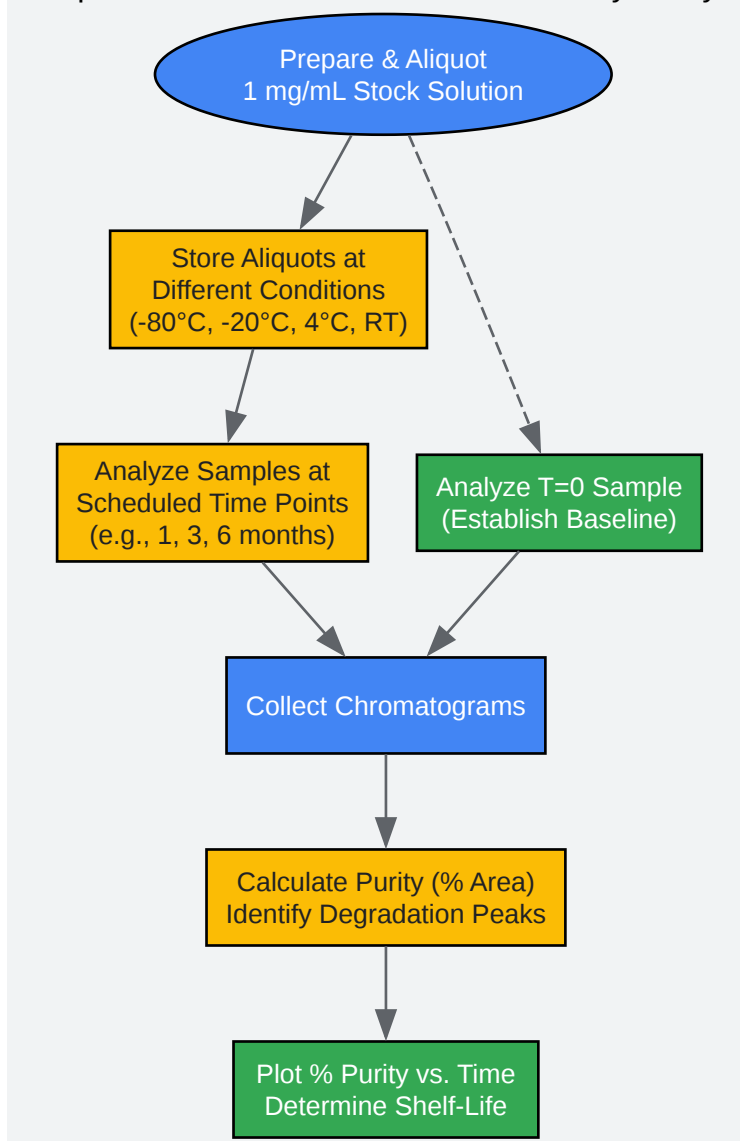 Prepare & Aliquot
1 mg/mL Stock Solution
Store Aliquots at
Different Conditions
(-80°C, -20°C, 4°C, RT)
Analyze Samples at
Scheduled Time Points
(e.g., 1, 3, 6 months)
Analyze T=0 Sample
(Establish Baseline)
Collect Chromatograms
Calculate Purity (% Area)
Identify Degradation Peaks
Plot % Purity vs. Time
Determine Shelf-Life